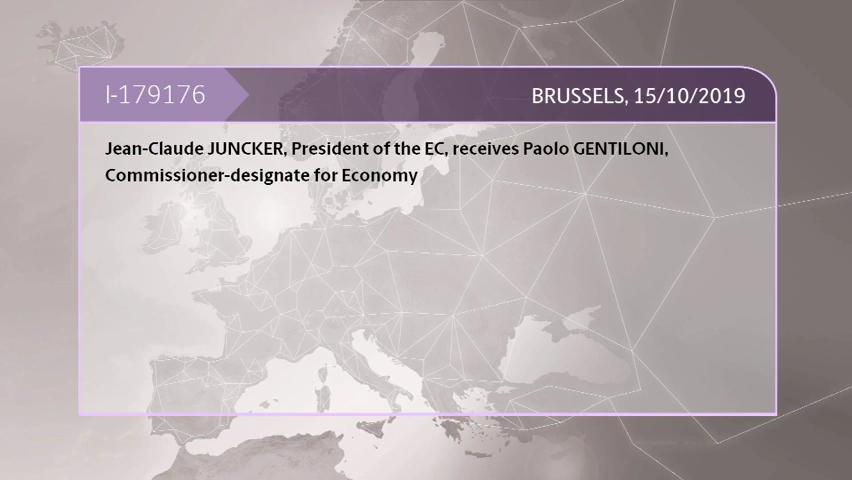 I-179176
BRUSSELS, 15/10/2019
Jean-Claude JUNCKER, President of the EC, receives Paolo GENTILONI,
Commissioner-designate for Economy